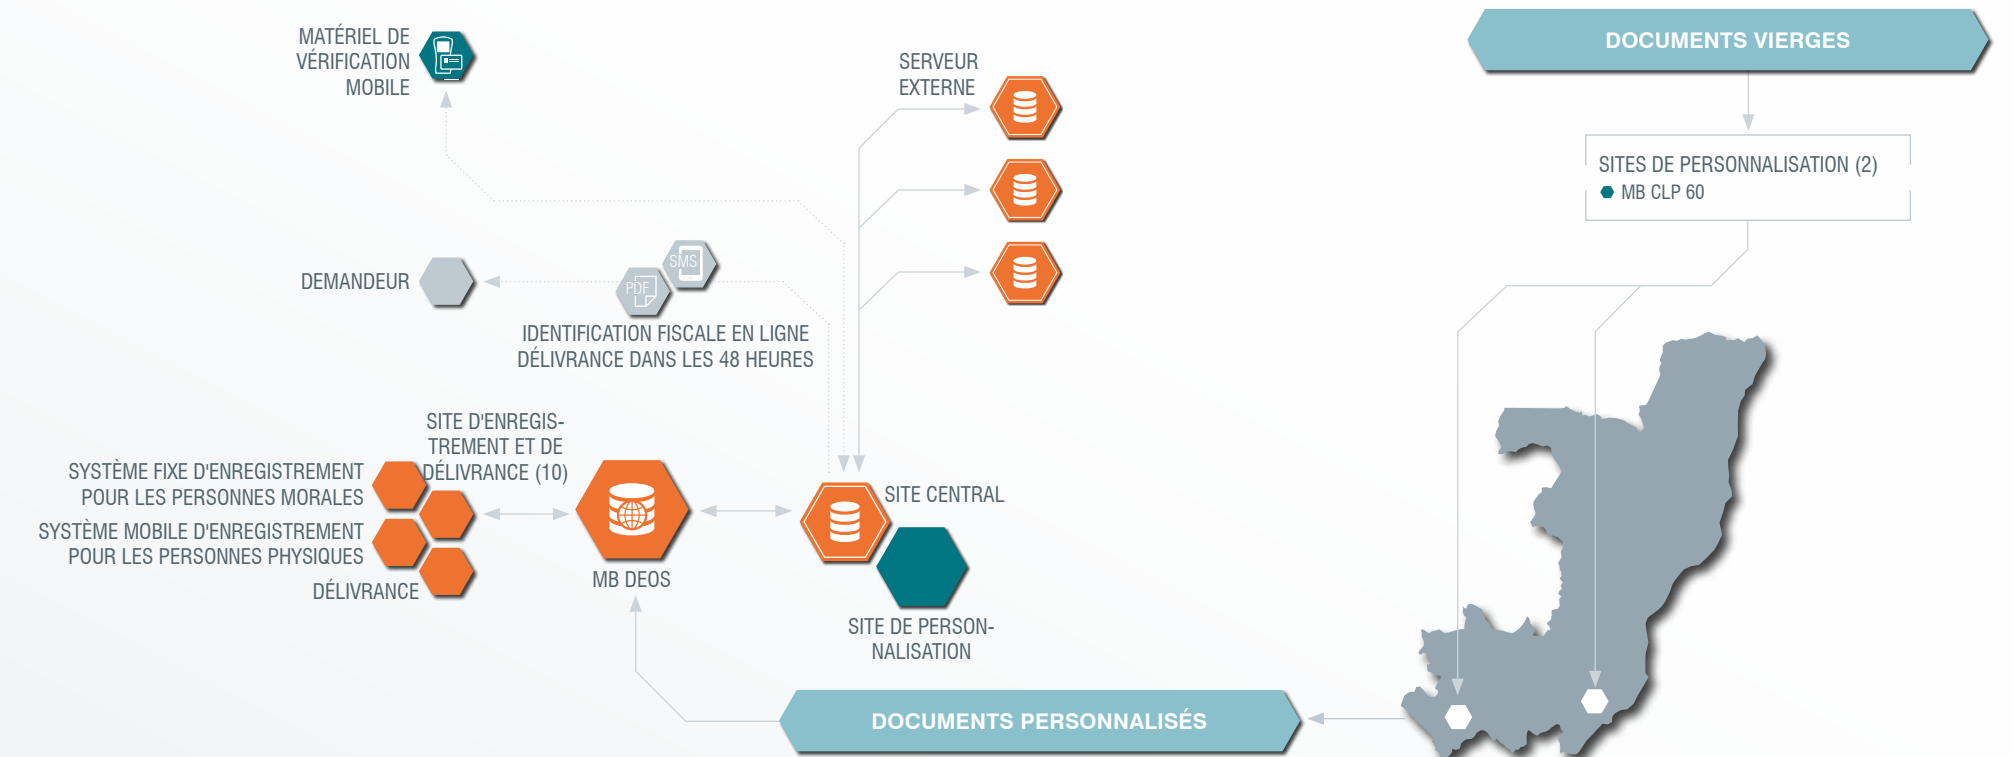 MATÉRIEL DE
VÉRIFICATION
MOBILE
SERVEUR
EXTERNE
DOCUMENTS VIERGES
SITES DE PERSONNALISATION (2)
MB CLP 60
DEMANDEUR
SMS
PDF
IDENTIFICATION FISCALE EN LIGNE
DÉLIVRANCE DANS LES 48 HEURES
SITE D'ENREGIS-
TREMENT ET DE
DÉLIVRANCE (10)
SYSTÈME FIXE D'ENREGISTREMENT
POUR LES PERSONNES MORALES
SYSTÈME MOBILE D'ENREGISTREMENT
POUR LES PERSONNES PHYSIQUES
DÉLIVRANCE
MB DEOS
SITE CENTRAL
SITE DE PERSON-
NALISATION
DOCUMENTS PERSONNALISÉS